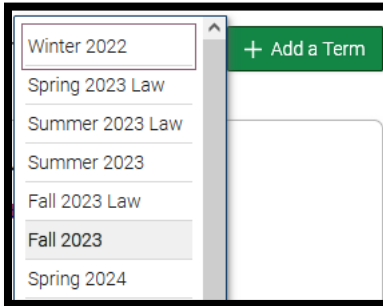 Winter 2022
+ Add a Term
Spring 2023 Law
Summer 2023 Law
Summer 2023
Fall 2023 Law
Fall 2023
Spring 2024